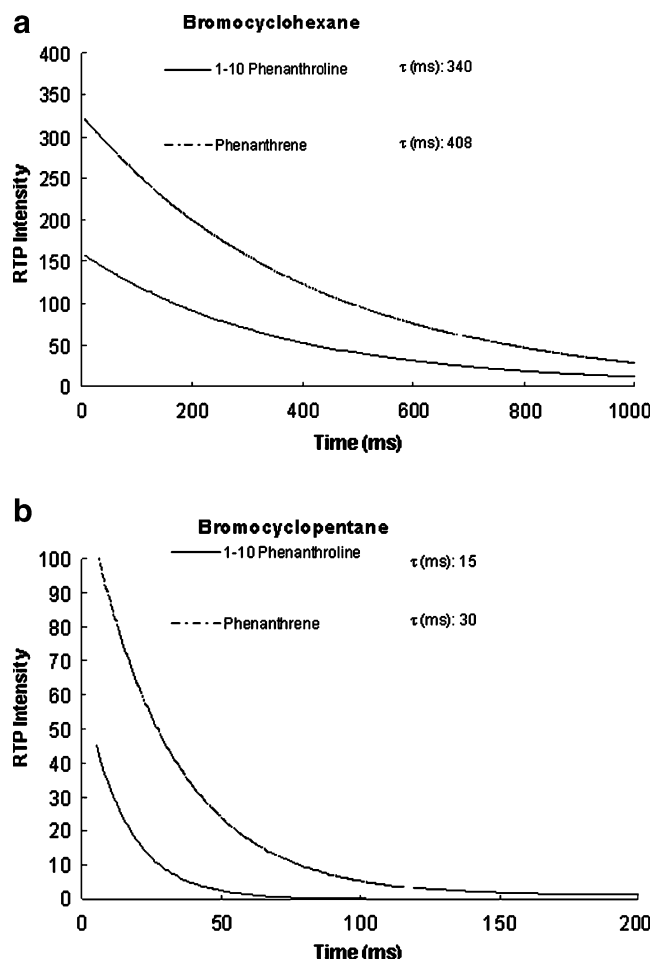 a
Bromocyclohexane
1-10 Phenanthroline τ (ms): 340
Phenanthrene τ (ms): 408
RTP Intensity
400
350
300
250
200
150
100
50
0
0 200 400 600 800 1000
Time (ms)
b
Bromocyclopentane
1-10 Phenanthroline τ (ms): 15
Phenanthrene τ (ms): 30
RTP Intensity
100
90
80
70
60
50
40
30
20
10
0
0 50 100 150 200
Time (ms)